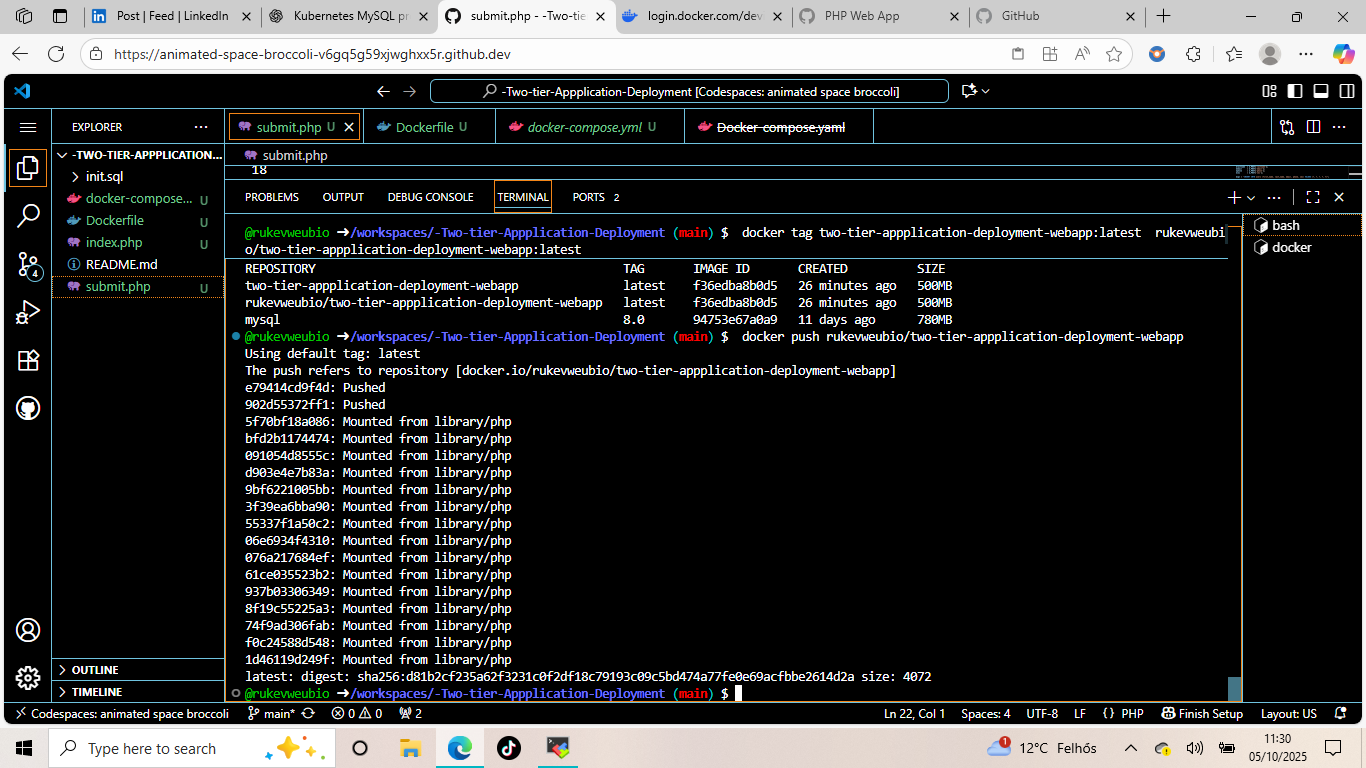 Post | Feed | LinkedIn
Kubernetes MySQL pr
submit.php - -Two-tie
login.docker.com/dev
PHP Web App
GitHub
https://animated-space-broccoli-v6gq5g59xjwghxx5r.github.dev
-Two-tier-Appplication-Deployment [Codespaces: animated space broccoli]
EXPLORER
submit.php U
Dockerfile U
docker-compose.yml U
Docker-compose.yaml
-TWO-TIER-APPPLICATION...
submit.php
18
init.sql
docker-compose... U
Dockerfile U
index.php U
README.md
submit.php U
4
PROBLEMS OUTPUT DEBUG CONSOLE TERMINAL PORTS 2
bash
docker
@rukevweubio ➜/workspaces/-Two-tier-Appplication-Deployment (main) $ docker tag two-tier-appplication-deployment-webapp:latest rukevweubi
o/two-tier-appplication-deployment-webapp:latest
REPOSITORY TAG IMAGE ID CREATED SIZE
two-tier-appplication-deployment-webapp latest f36edba8b0d5 26 minutes ago 500MB
rukevweubio/two-tier-appplication-deployment-webapp latest f36edba8b0d5 26 minutes ago 500MB
mysql 8.0 94753e67a0a9 11 days ago 780MB
@rukevweubio ➜/workspaces/-Two-tier-Appplication-Deployment (main) $ docker push rukevweubio/two-tier-appplication-deployment-webapp
Using default tag: latest
The push refers to repository [docker.io/rukevweubio/two-tier-appplication-deployment-webapp]
e79414cd9f4d: Pushed
902d55372ff1: Pushed
5f70bf18a086: Mounted from library/php
bfd2b1174474: Mounted from library/php
091054d8555c: Mounted from library/php
d903e4e7b83a: Mounted from library/php
9bf6221005bb: Mounted from library/php
3f39ea6bba90: Mounted from library/php
55337f1a50c2: Mounted from library/php
06e6934f4310: Mounted from library/php
076a217684ef: Mounted from library/php
61ce035523b2: Mounted from library/php
937b03306349: Mounted from library/php
8f19c55225a3: Mounted from library/php
74f9ad306fab: Mounted from library/php
f0c24588d548: Mounted from library/php
1d46119d249f: Mounted from library/php
latest: digest: sha256:d81b2cf235a62f3231c0f2df18c79193c09c5bd474a77fe0e69acfbbe2614d2a size: 4072
@rukevweubio ➜/workspaces/-Two-tier-Appplication-Deployment (main) $
OUTLINE
TIMELINE
Codespaces: animated space broccoli main* 0 0 2 Ln 22, Col 1 Spaces: 4 UTF-8 LF {} PHP Finish Setup Layout: US
Type here to search
1
12°C Felhős
11:30
05/10/2025